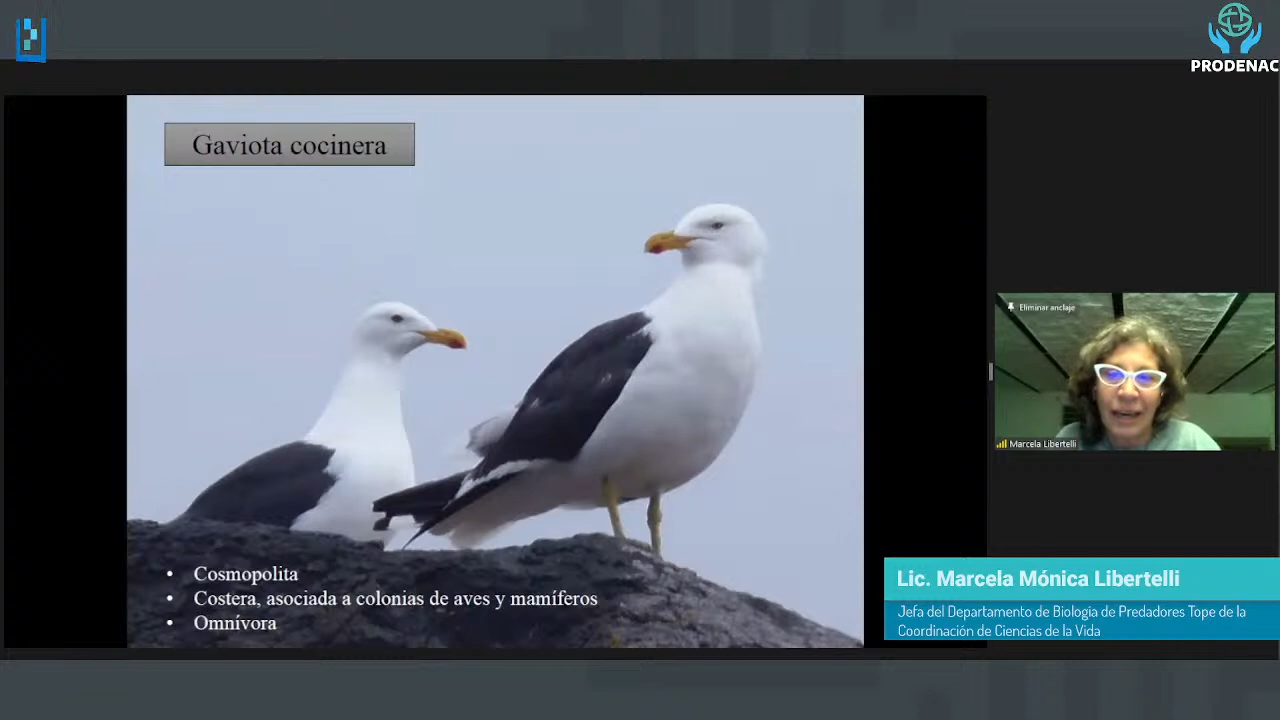 PRODENAC
Gaviota cocinera
Eliminar anclaje
Marcela Libertelli
• Cosmopolita
• Costera, asociada a colonias de aves y mamíferos
• Omnívora
Lic. Marcela Mónica Libertelli
Jefa del Departamento de Biología de Predadores Tope de la
Coordinación de Ciencias de la Vida